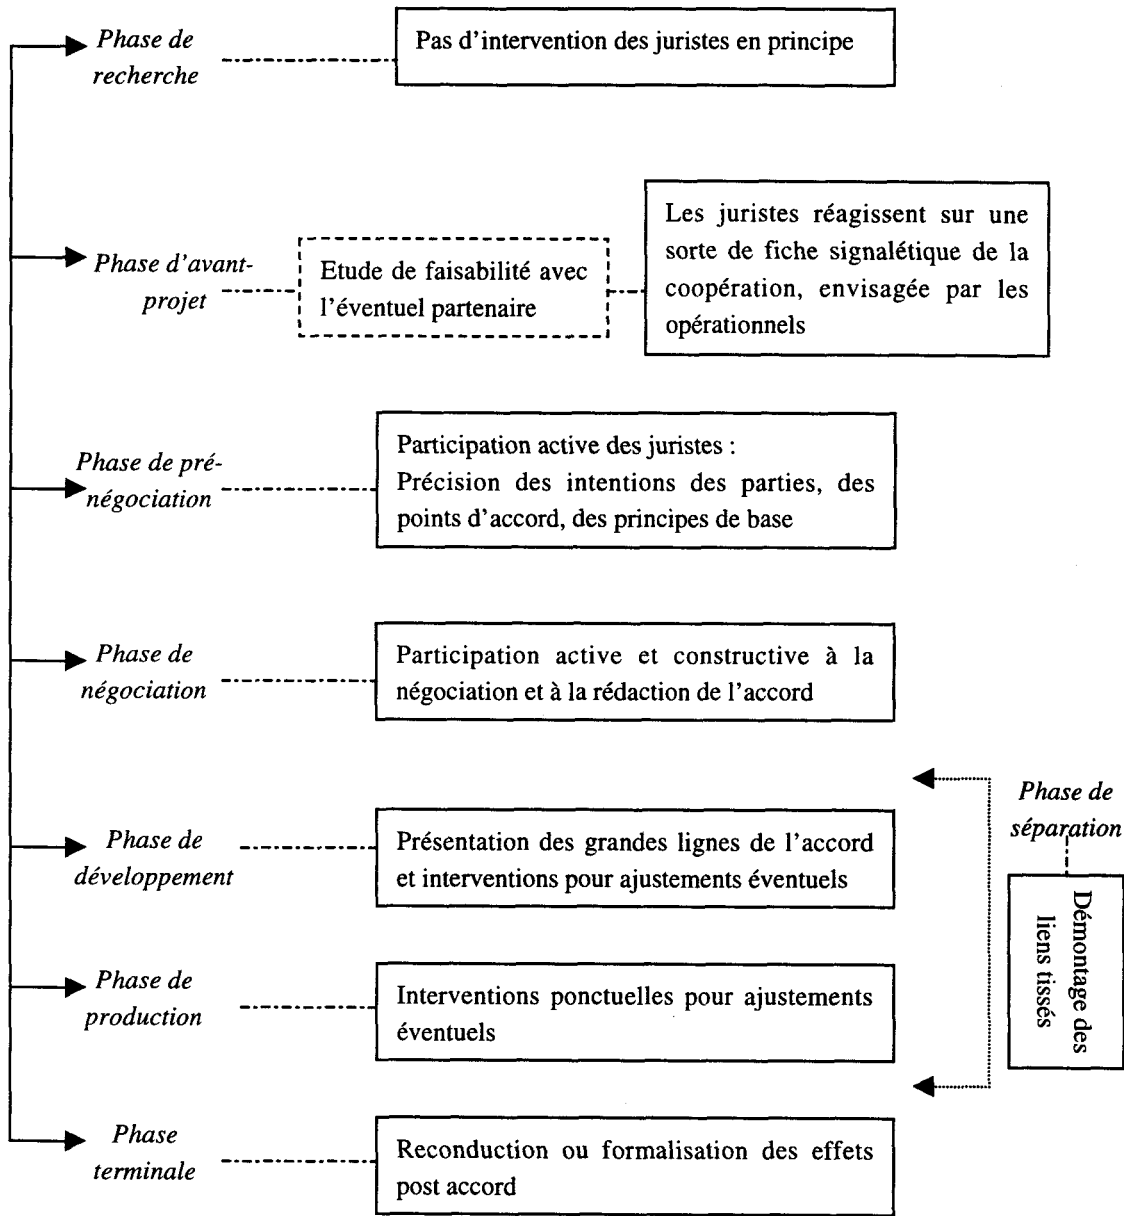 Phase de
recherche
Pas d'intervention des juristes en principe
Phase d'avant-
projet
Etude de faisabilité avec
l'éventuel partenaire
Les juristes réagissent sur une
sorte de fiche signalétique de la
coopération, envisagée par les
opérationnels
Phase de pré-
négociation
Participation active des juristes :
Précision des intentions des parties, des
points d'accord, des principes de base
Phase de
négociation
Participation active et constructive à la
négociation et à la rédaction de l'accord
Phase de
développement
Présentation des grandes lignes de l'accord
et interventions pour ajustements éventuels
Phase de
séparation
Démontage des
liens tissés
Phase de
production
Interventions ponctuelles pour ajustements
éventuels
Phase
terminale
Reconduction ou formalisation des effets
post accord